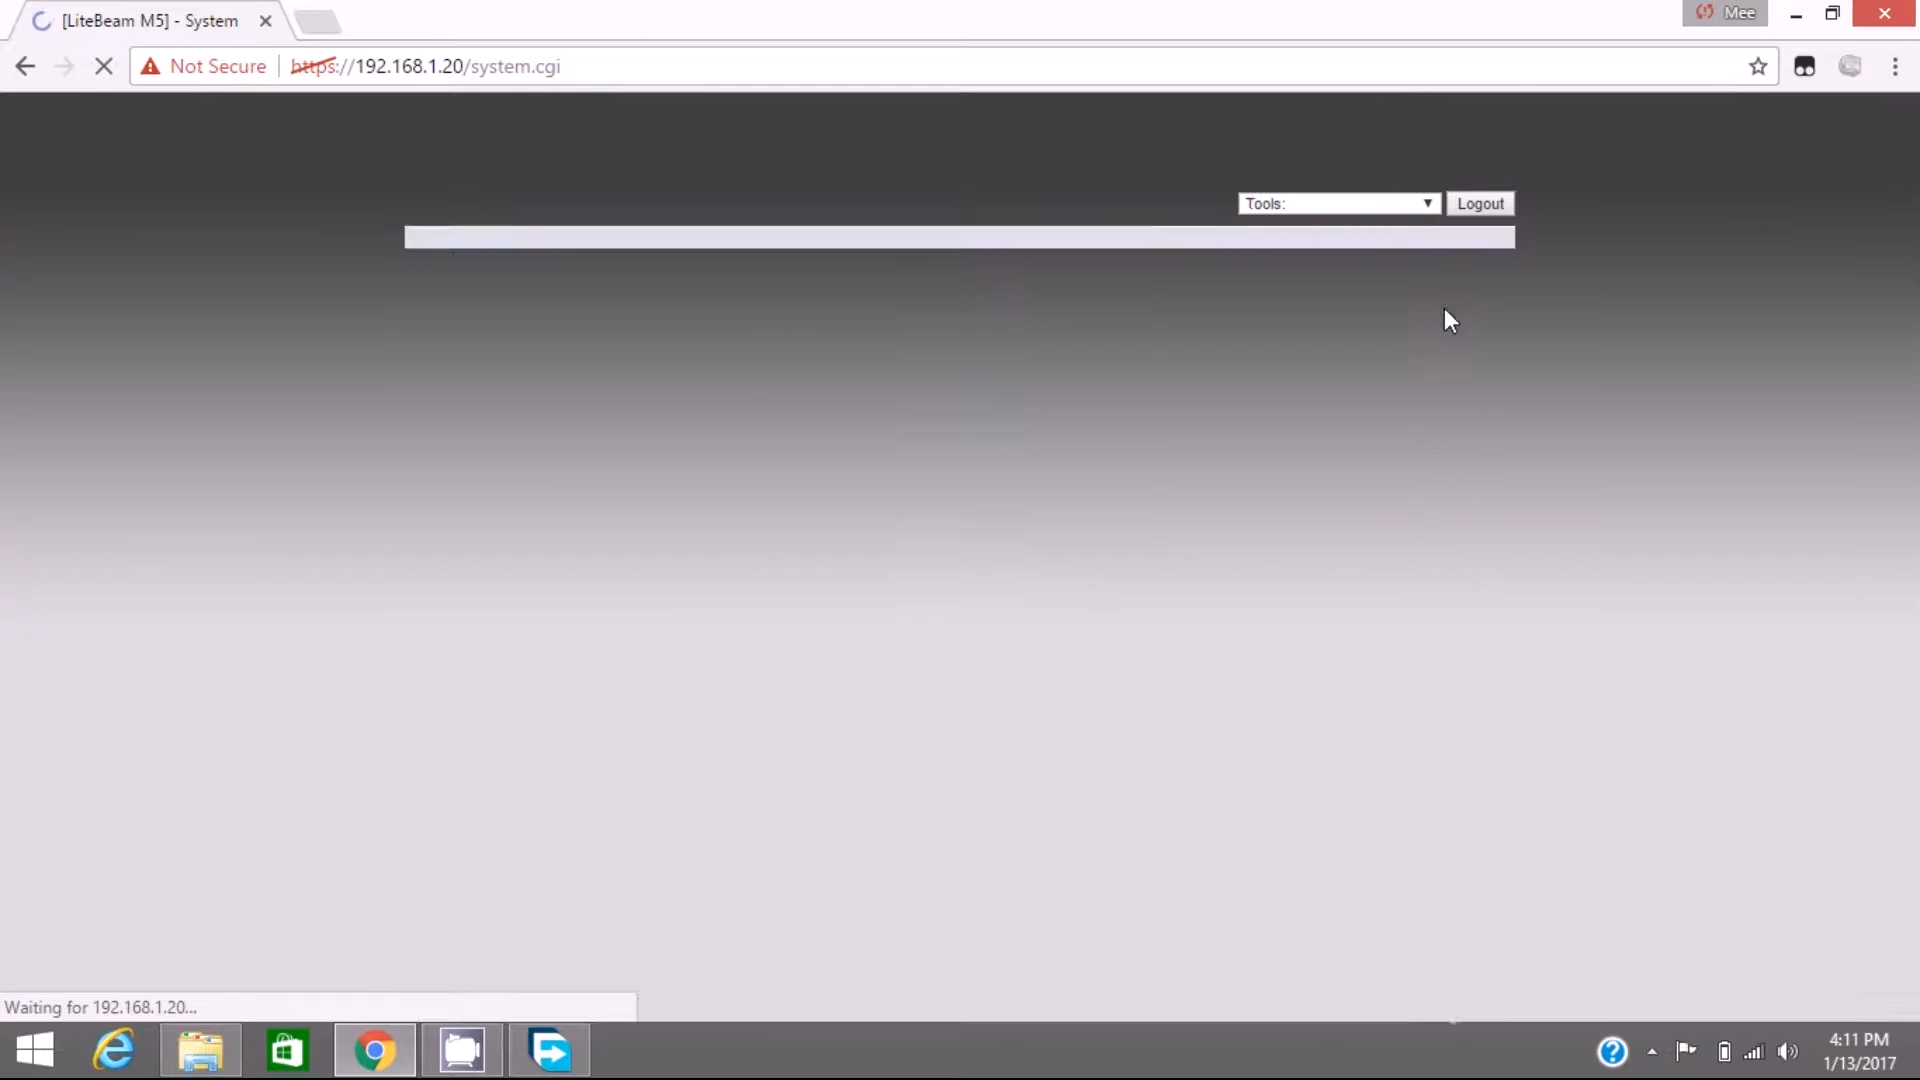 [LiteBeam M5] - System
Mee
Not Secure
https://192.168.1.20/system.cgi
Tools:
Logout
Waiting for 192.168.1.20...
4:11 PM
1/13/2017